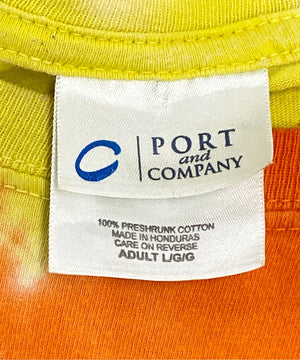 PORT
and
COMPANY
100% PRESHRUNK COTTON
MADE IN HONDURAS
CARE ON REVERSE
ADULT L/G/G